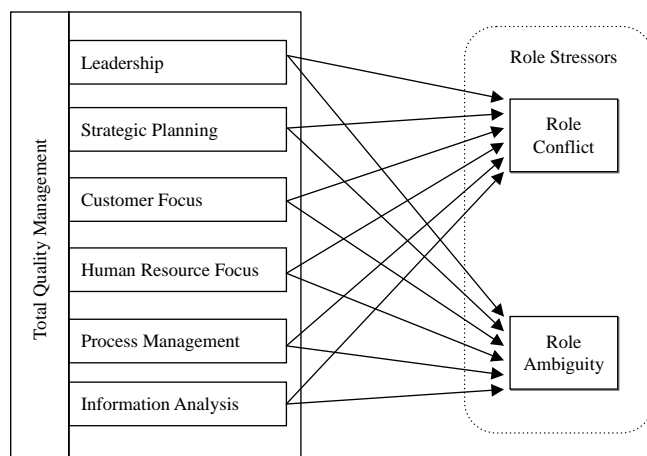 Total Quality Management
Leadership
Strategic Planning
Customer Focus
Human Resource Focus
Process Management
Information Analysis
Role Stressors
Role
Conflict
Role
Ambiguity